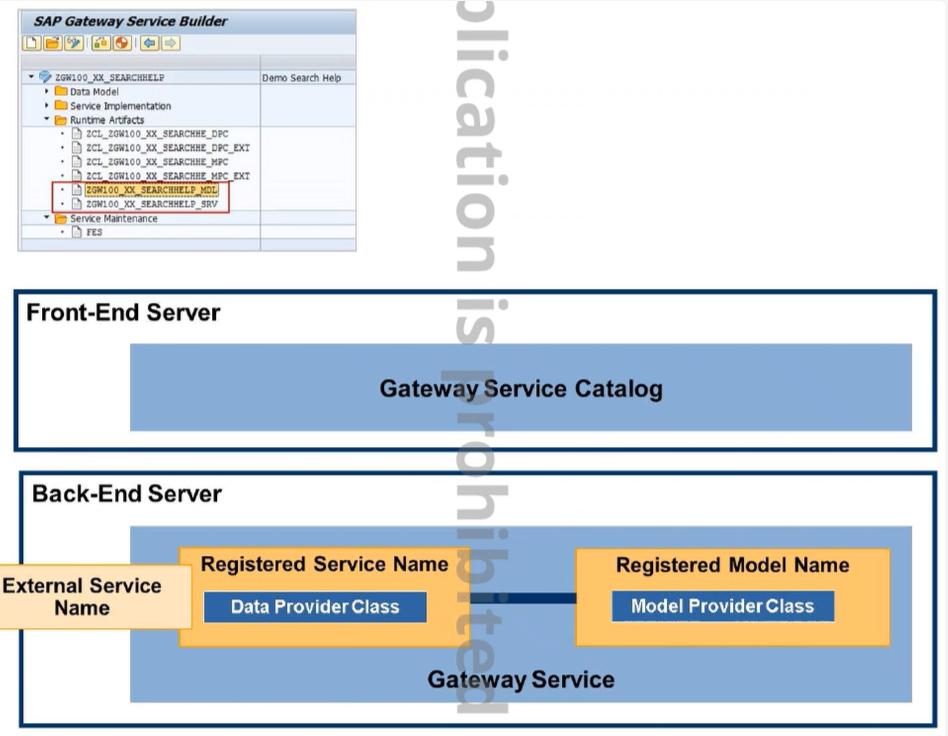 SAP Gateway Service Builder
ZGW100_XX_SEARCHHELP Demo Search Help
Data Model
Service Implementation
Runtime Artifacts
ZCL_ZGW100_XX_SEARCHHE_DPC
ZCL_ZGW100_XX_SEARCHHE_DPC_EXT
ZCL_ZGW100_XX_SEARCHHE_MPC
ZCL_ZGW100_XX_SEARCHHE_MPC_EXT
ZGW100_XX_SEARCHHELP_MDL
ZGW100_XX_SEARCHHELP_SRV
Service Maintenance
FES
Front-End Server
Gateway Service Catalog
Back-End Server
External Service
Name
Registered Service Name
Data Provider Class
Registered Model Name
Model Provider Class
Gateway Service
plication is prohibited